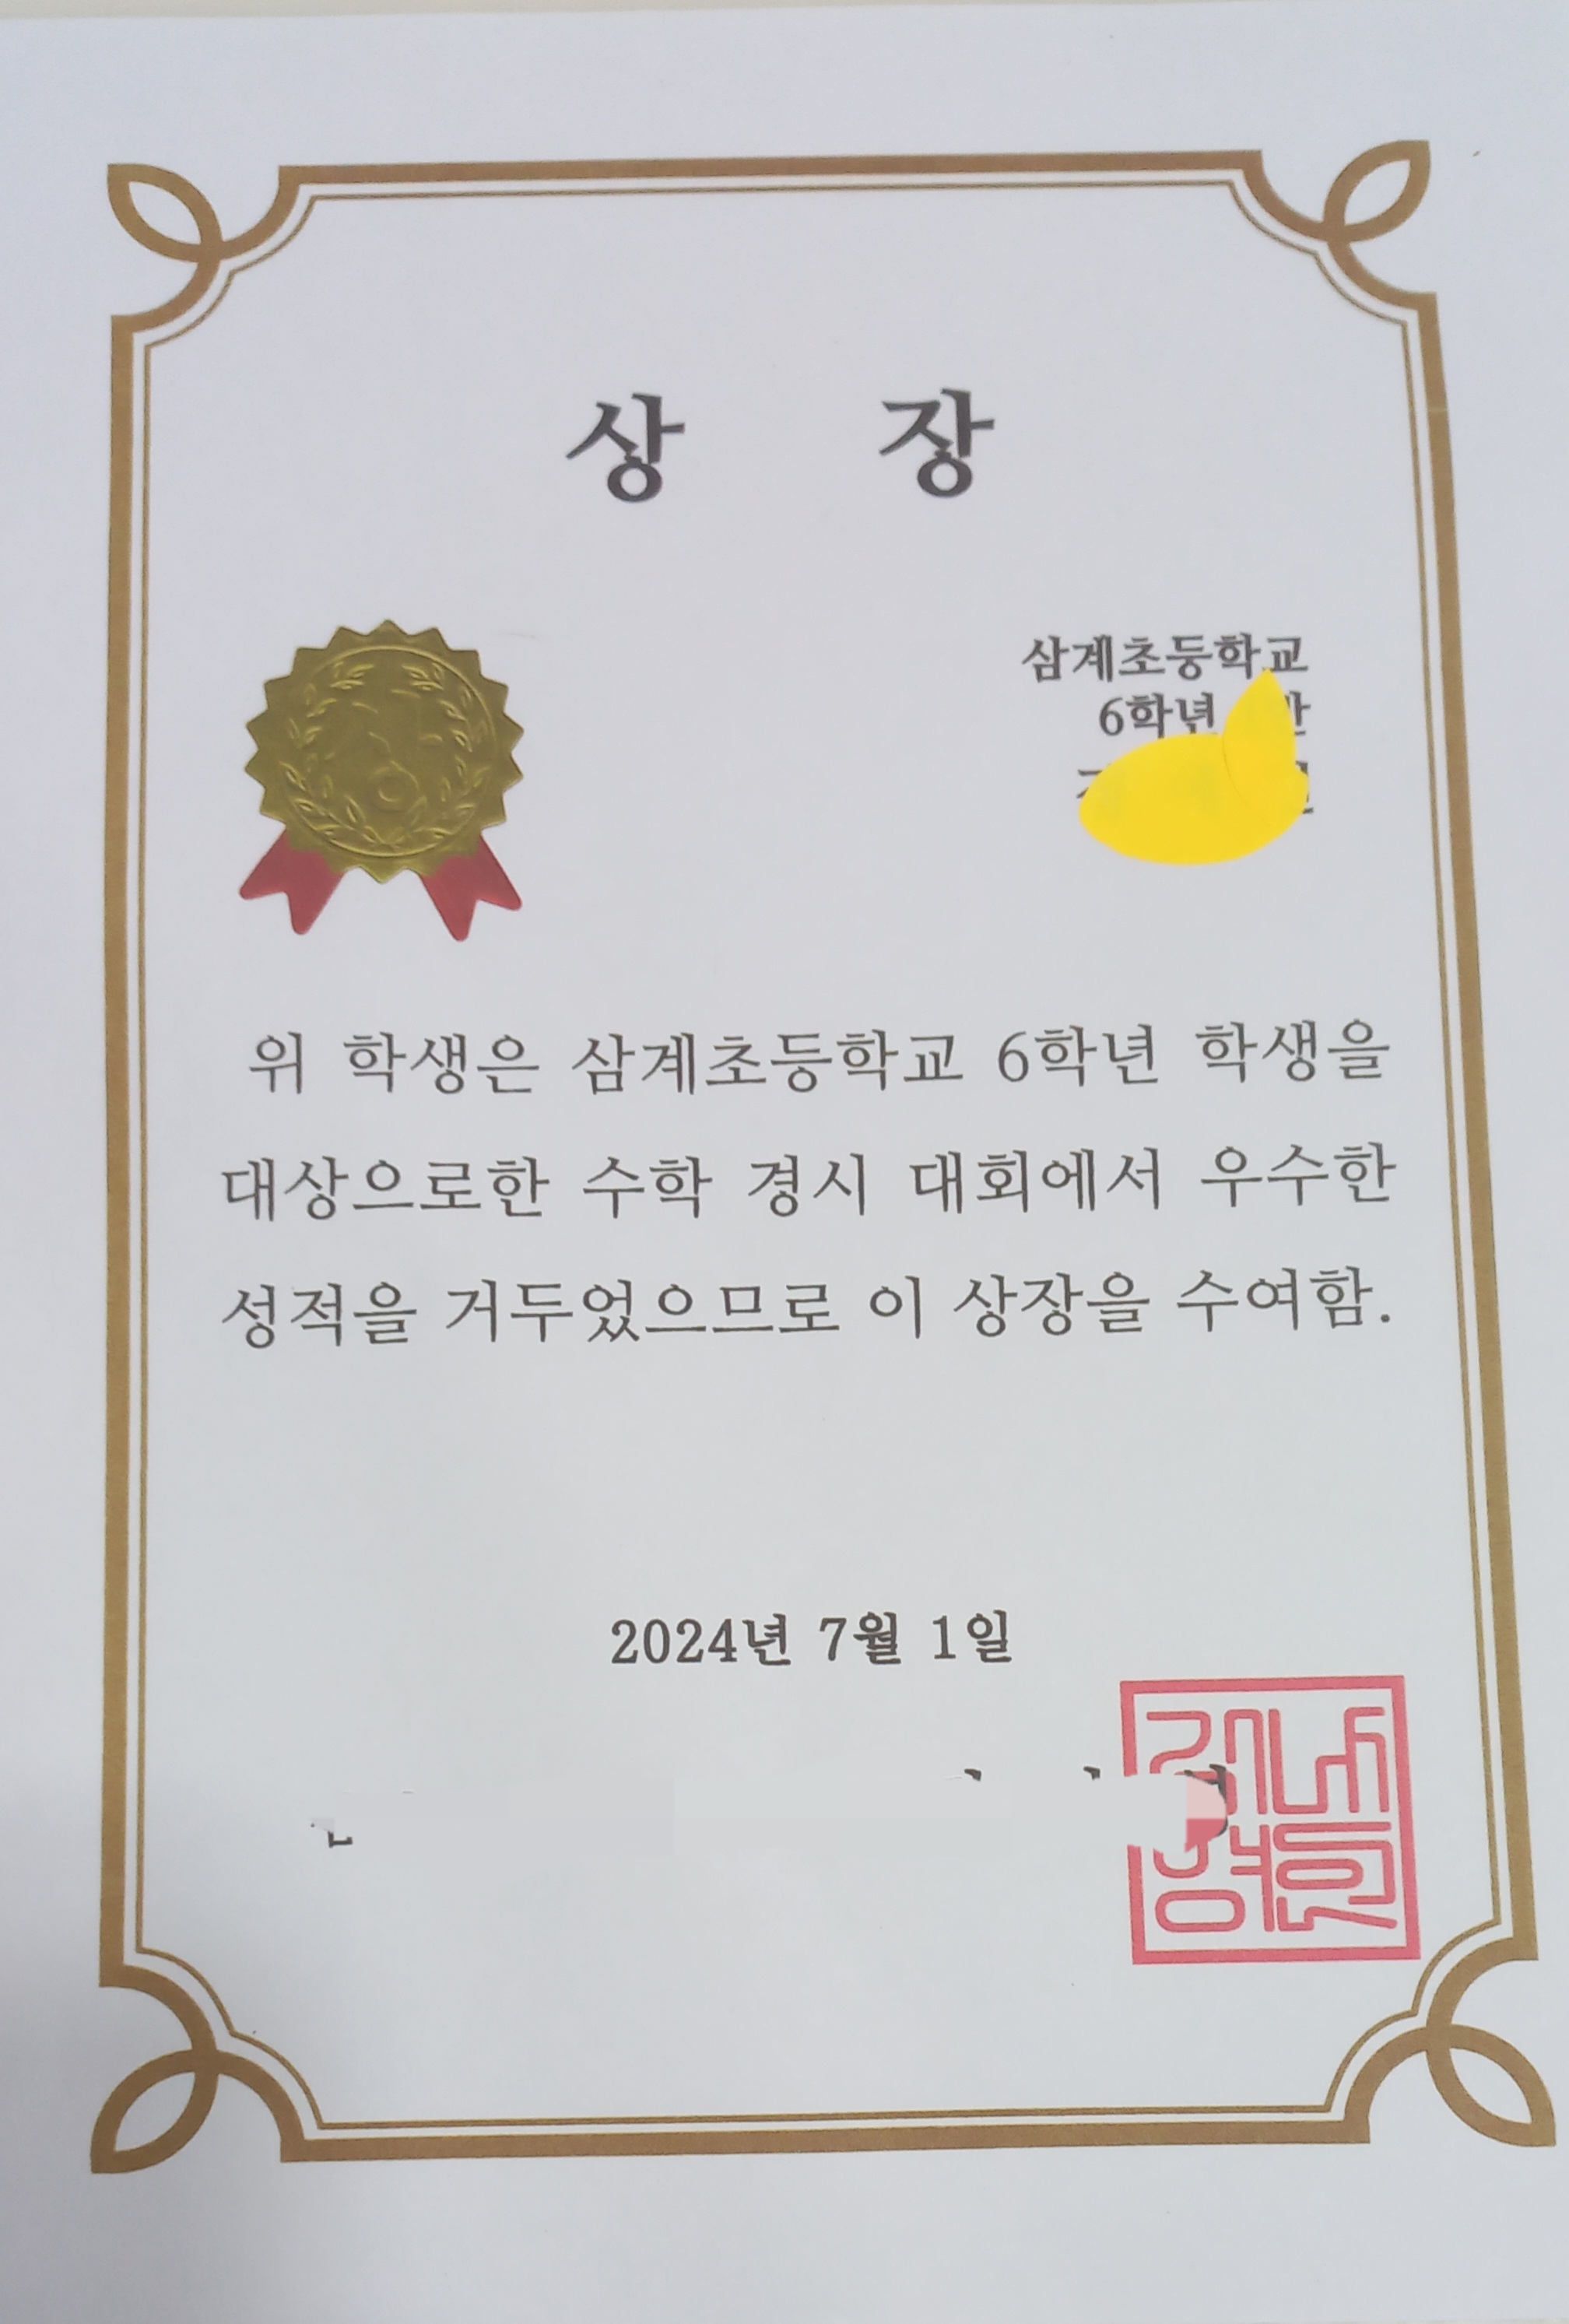 상 장
삼계초등학교
6학년
위 학생은 삼계초등학교 6학년 학생을
대상으로한 수학 경시 대회에서 우수한
성적을 거두었으므로 이 상장을 수여함.
2024년 7월 1일